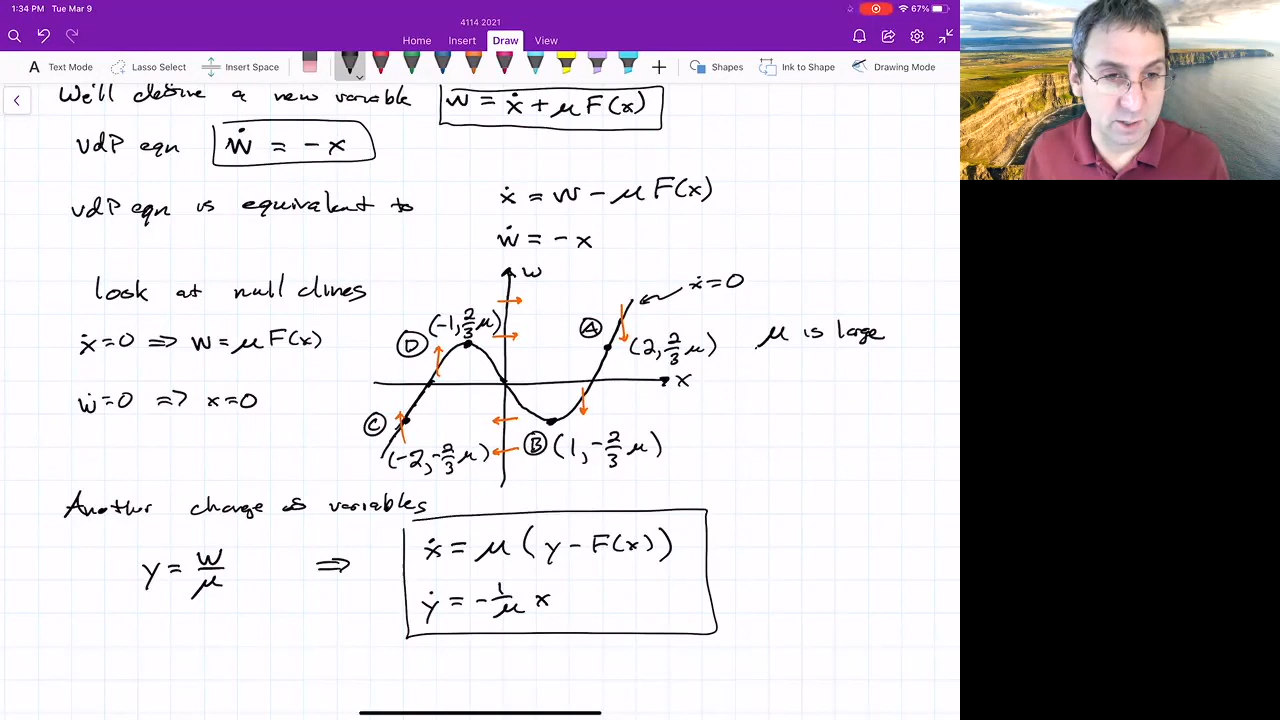 1:34 PM Tue Mar 9
67%
4114 2021
Home Insert Draw View
Text Mode Lasso Select Insert Space Shapes Ink to Shape Drawing Mode
We'll define a new variable w = ẋ + μ F(x)
vdP eqn ẇ = - x
vdP eqn is equivalent to ẋ = w - μ F(x)
ẇ = - x
look at null clines
w
ẋ = 0
ẋ = 0 ⇒ w = μ F(x)
D (-1, 2/3 μ)
A (2, 2/3 μ)
μ is large
x
ẇ = 0 ⇒ x = 0
C (-2, -2/3 μ)
B (1, -2/3 μ)
Another change of variables
y = w/μ ⇒ ẋ = μ ( y - F(x) )
ẏ = - 1/μ x